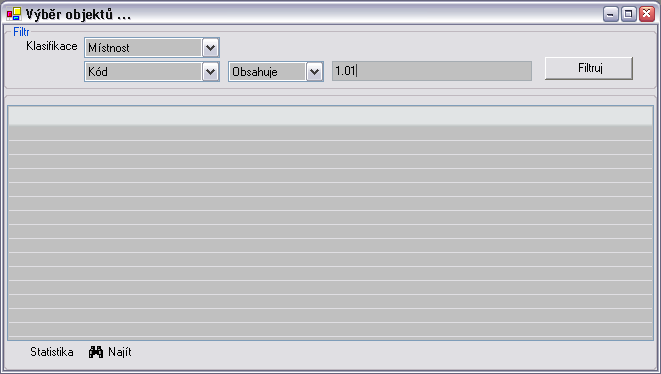 Výběr objektů ...
Filtr
Klasifikace Místnost
Kód Obsahuje 1.01 Filtruj
Statistika Najít